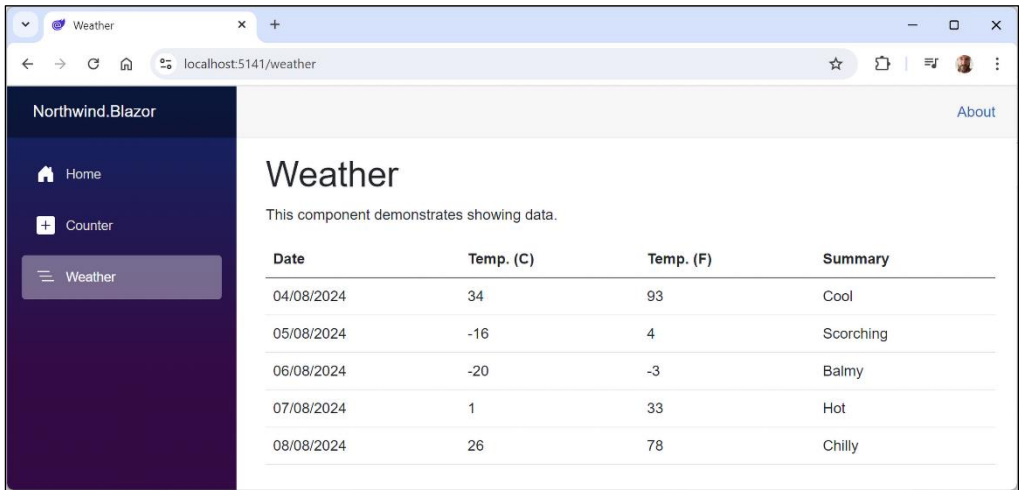 Weather
localhost:5141/weather
Northwind.Blazor
About
Home
Counter
Weather
Weather
This component demonstrates showing data.
Date Temp. (C) Temp. (F) Summary
04/08/2024 34 93 Cool
05/08/2024 -16 4 Scorching
06/08/2024 -20 -3 Balmy
07/08/2024 1 33 Hot
08/08/2024 26 78 Chilly